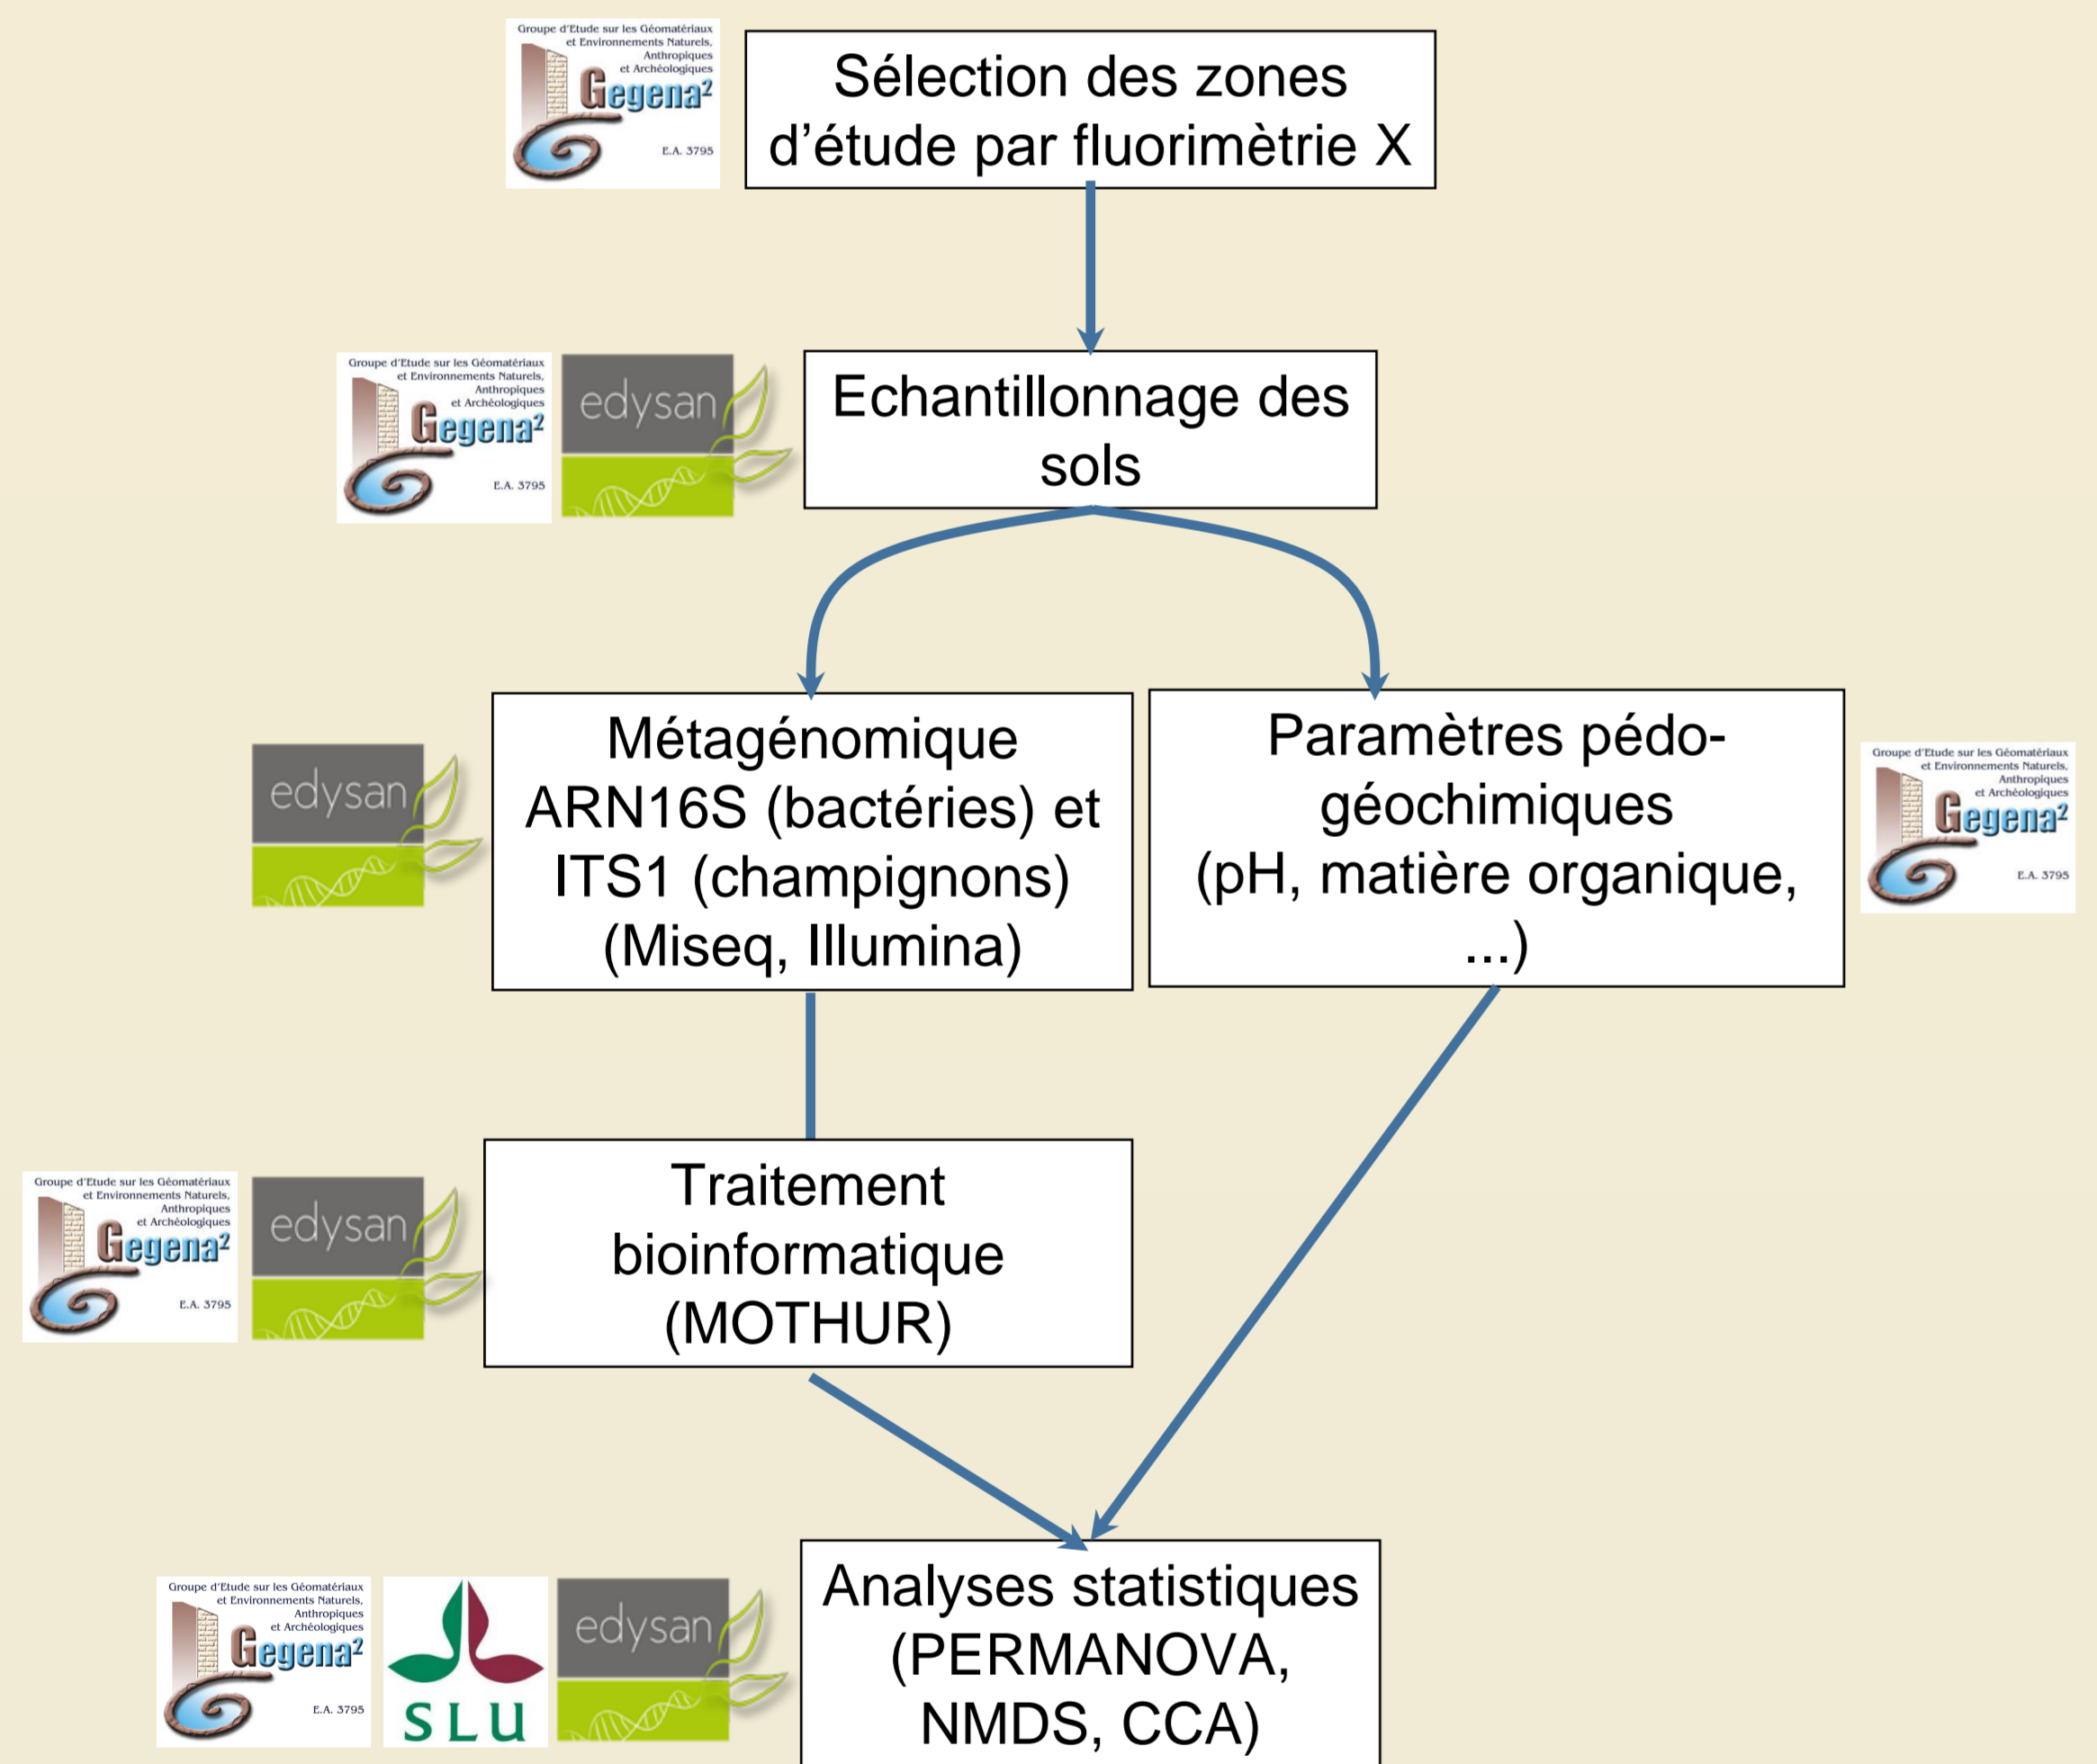 Groupe d'Etude sur les Géomatériaux
et Environnements Naturels,
Anthropiques
et Archéologiques
Gegena²
E.A. 3795
Sélection des zones
d'étude par fluorimètrie X
Groupe d'Etude sur les Géomatériaux
et Environnements Naturels,
Anthropiques
et Archéologiques
Gegena²
E.A. 3795
edysan
Echantillonnage des
sols
edysan
Métagénomique
ARN16S (bactéries) et
ITS1 (champignons)
(Miseq, Illumina)
Paramètres pédo-
géochimiques
(pH, matière organique,
...)
Groupe d'Etude sur les Géomatériaux
et Environnements Naturels,
Anthropiques
et Archéologiques
Gegena²
E.A. 3795
Groupe d'Etude sur les Géomatériaux
et Environnements Naturels,
Anthropiques
et Archéologiques
Gegena²
E.A. 3795
edysan
Traitement
bioinformatique
(MOTHUR)
Groupe d'Etude sur les Géomatériaux
et Environnements Naturels,
Anthropiques
et Archéologiques
Gegena²
E.A. 3795
SLU
edysan
Analyses statistiques
(PERMANOVA,
NMDS, CCA)